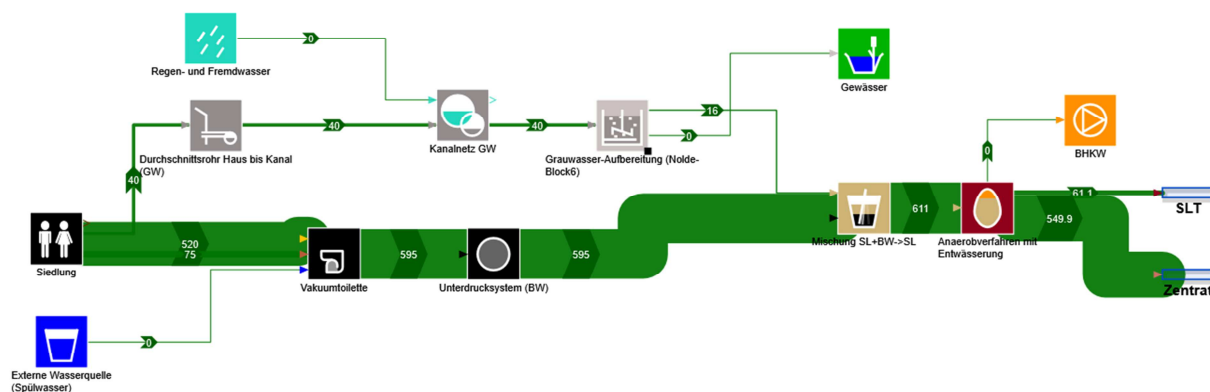 0
Regen- und Fremdwasser
Gewässer
>
16
40
40
40
0
Durchschnittsrohr Haus bis Kanal
(GW)
Kanalnetz GW
Grauwasser-Aufbereitung (Nolde-
Block6)
BHKW
0
40
61.1
SLT
611
549.9
520
75
Siedlung
595
595
Mischung SL+BW->SL
Anaerobverfahren mit
Entwässerung
Vakuumtoilette
Unterdrucksystem (BW)
Zentrat
0
Externe Wasserquelle
(Spülwasser)